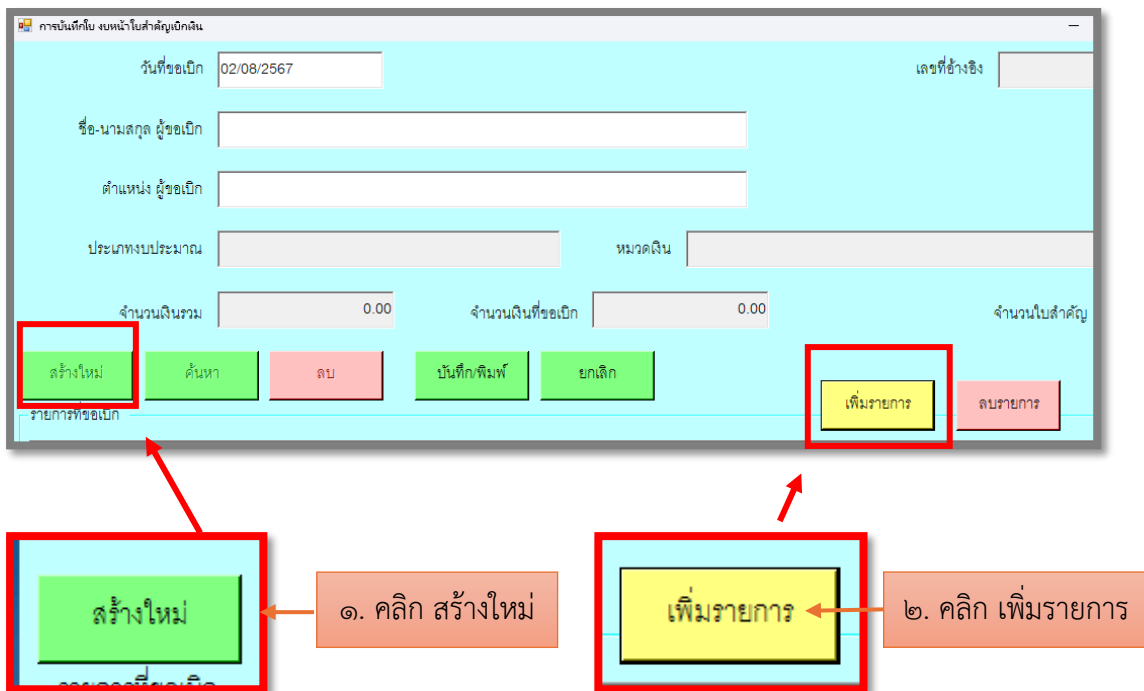 การบันทึกใบ งบหน้าใบสำคัญเบิกเงิน
วันที่ขอเบิก 02/08/2567 เลขที่อ้างอิง
ชื่อ-นามสกุล ผู้ขอเบิก
ตำแหน่ง ผู้ขอเบิก
ประเภทงบประมาณ หมวดเงิน
จำนวนเงินรวม 0.00 จำนวนเงินที่ขอเบิก 0.00 จำนวนใบสำคัญ
สร้างใหม่ ค้นหา ลบ บันทึก/พิมพ์ ยกเลิก
เพิ่มรายการ ลบรายการ
รายการที่ขอเบิก
สร้างใหม่ ๑. คลิก สร้างใหม่ เพิ่มรายการ ๒. คลิก เพิ่มรายการ